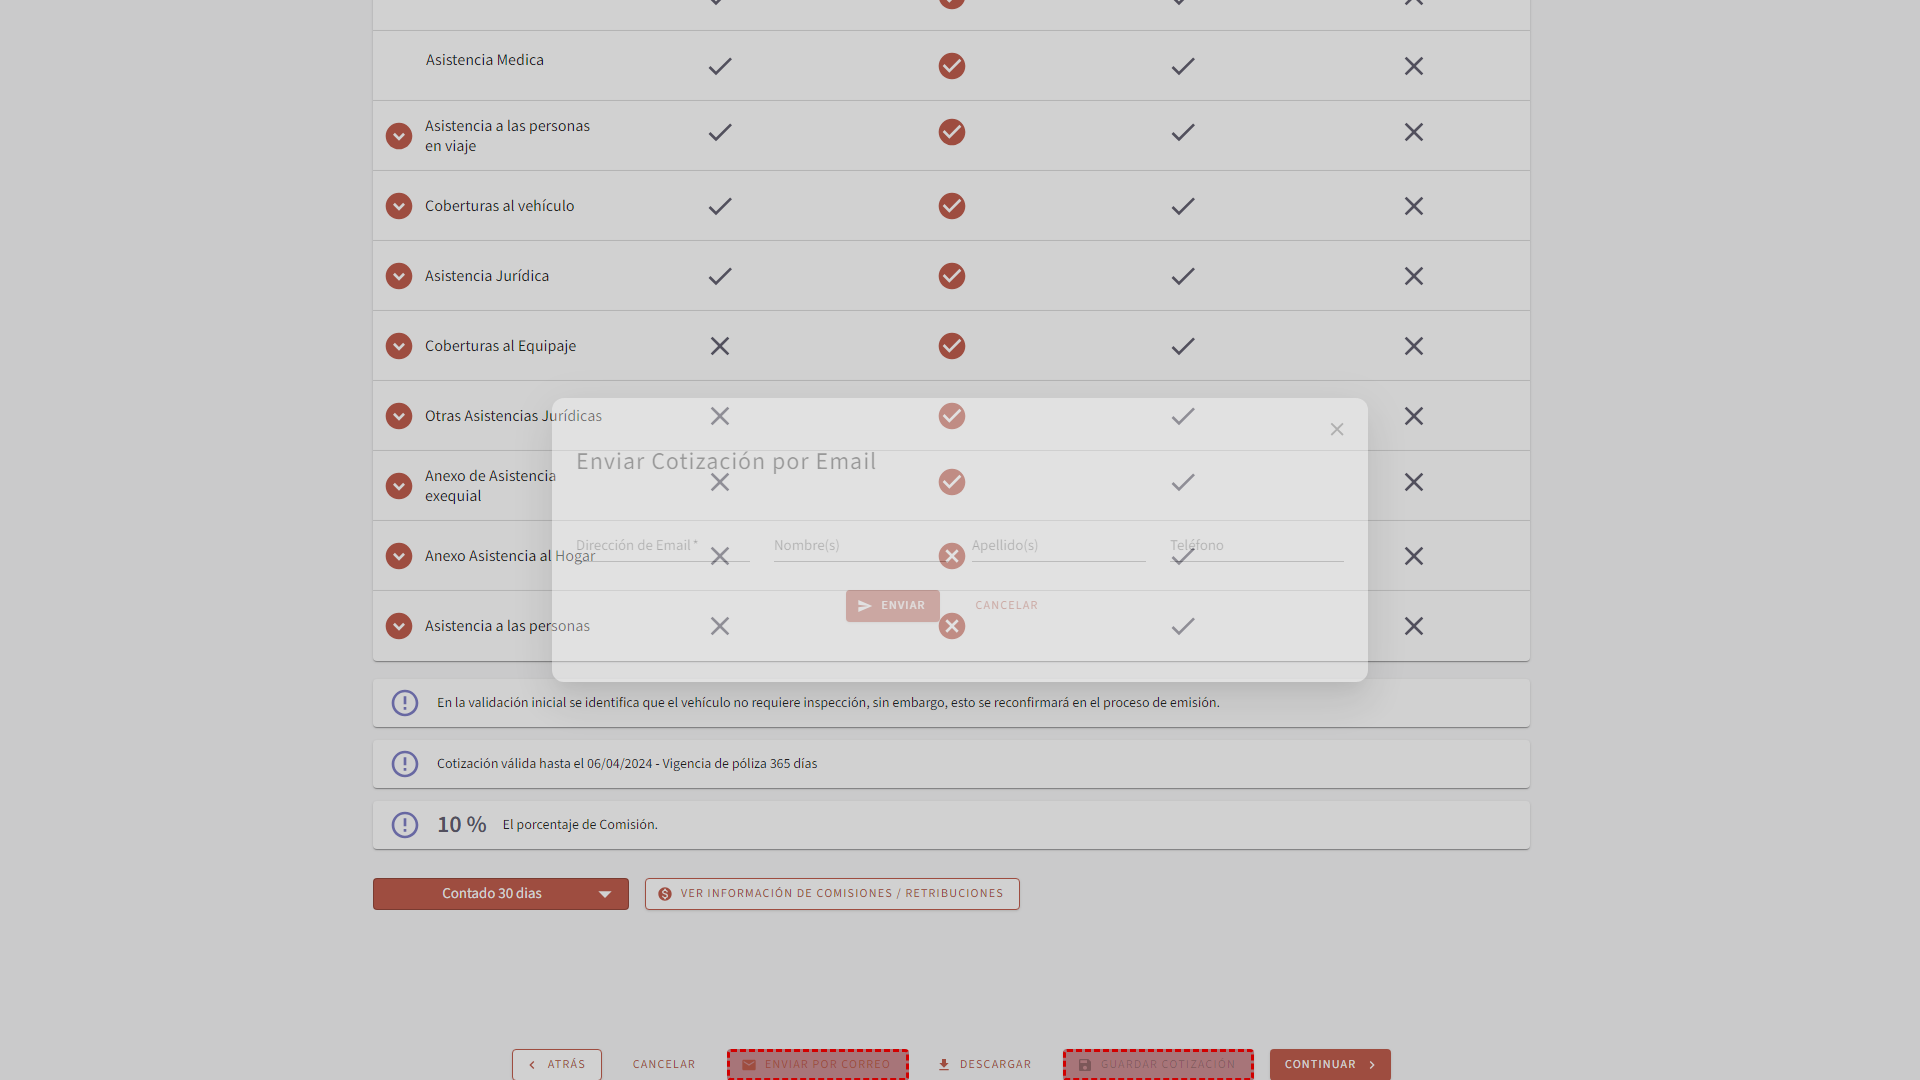 Asistencia Medica
Asistencia a las personas
en viaje
Coberturas al vehículo
Asistencia Jurídica
Coberturas al Equipaje
Otras Asistencias Jurídicas
Enviar Cotización por Email
Anexo de Asistencia
exequial
Dirección de Email * Nombre(s) Apellido(s) Teléfono
Anexo Asistencia al Hogar
ENVIAR CANCELAR
Asistencia a las personas
En la validación inicial se identifica que el vehículo no requiere inspección, sin embargo, esto se reconfirmará en el proceso de emisión.
Cotización válida hasta el 06/04/2024 - Vigencia de póliza 365 días
10 % El porcentaje de Comisión.
Contado 30 dias VER INFORMACIÓN DE COMISIONES / RETRIBUCIONES
ATRÁS CANCELAR ENVIAR POR CORREO DESCARGAR GUARDAR COTIZACIÓN CONTINUAR